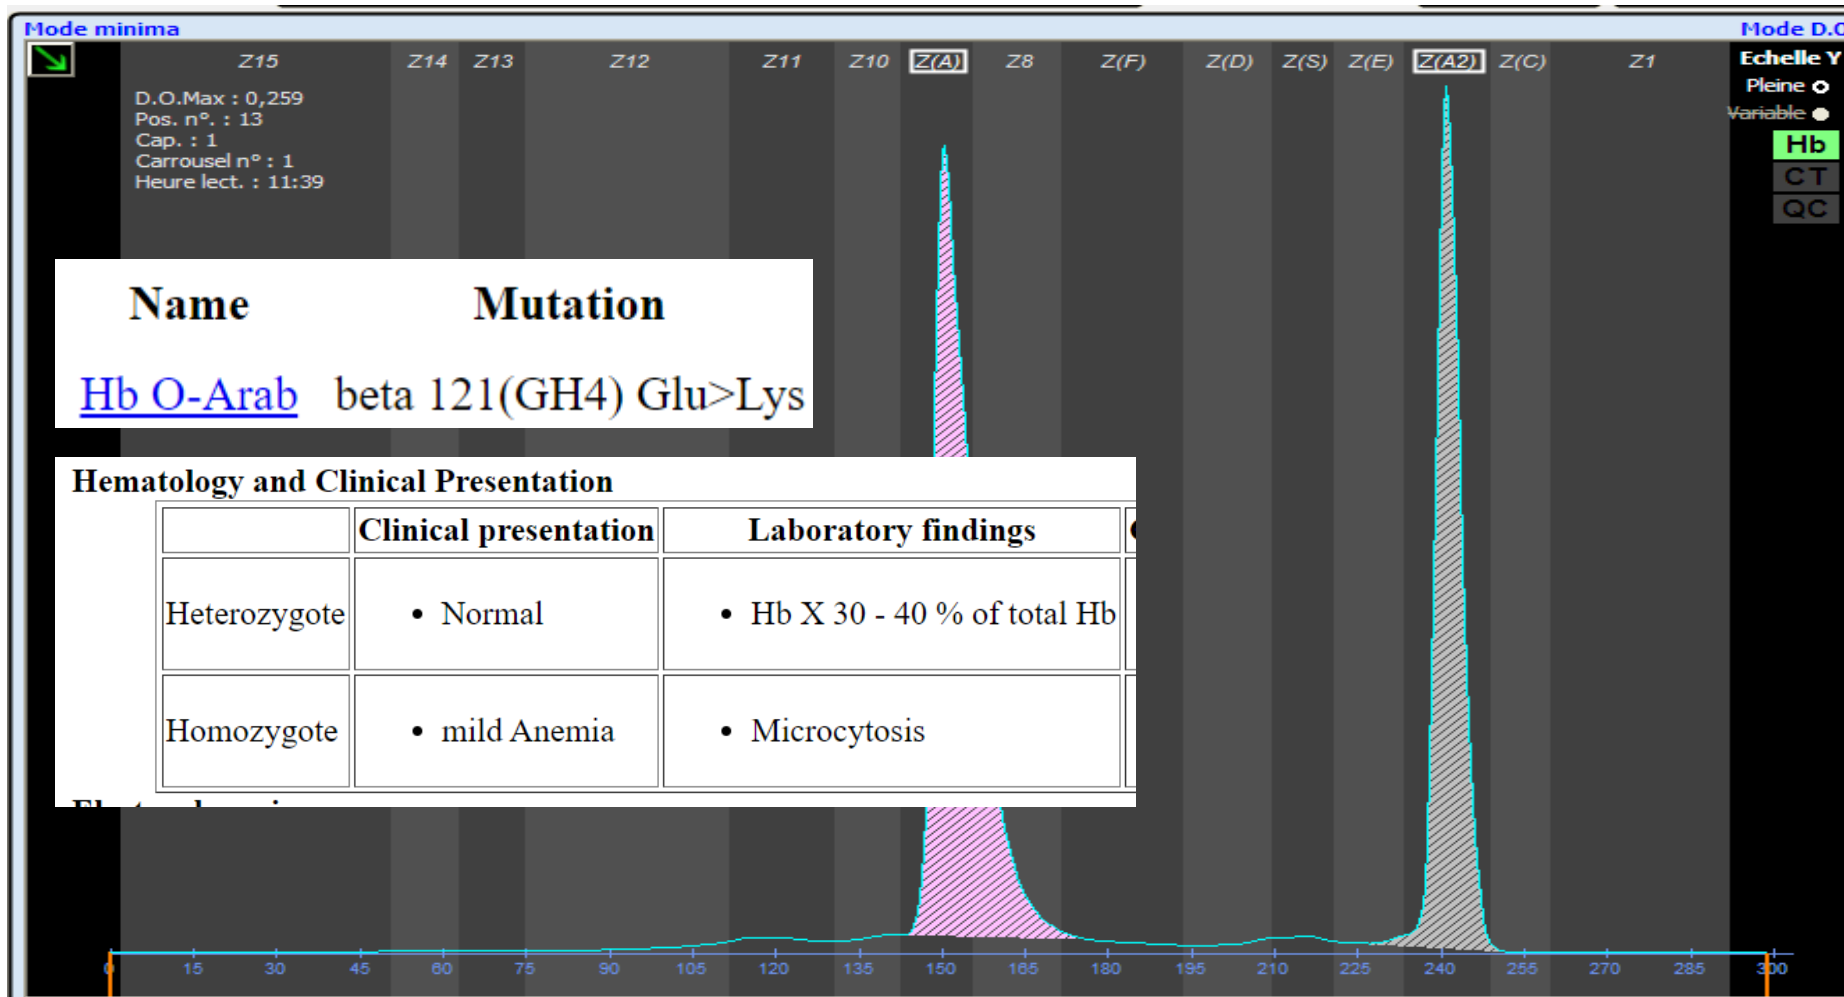 Mode minima
Mode D.O
Z15 Z14 Z13 Z12 Z11 Z10 Z(A) Z8 Z(F) Z(D) Z(S) Z(E) Z(A2) Z(C) Z1
Echelle Y
Pleine
Variable
Hb
CT
QC
D.O.Max : 0,259
Pos. n°. : 13
Cap. : 1
Carrousel n° : 1
Heure lect. : 11:39
Name Mutation
Hb O-Arab beta 121(GH4) Glu>Lys
Hematology and Clinical Presentation
Clinical presentation Laboratory findings
Heterozygote • Normal • Hb X 30 - 40 % of total Hb
Homozygote • mild Anemia • Microcytosis
0 15 30 45 60 75 90 105 120 135 150 165 180 195 210 225 240 255 270 285 300